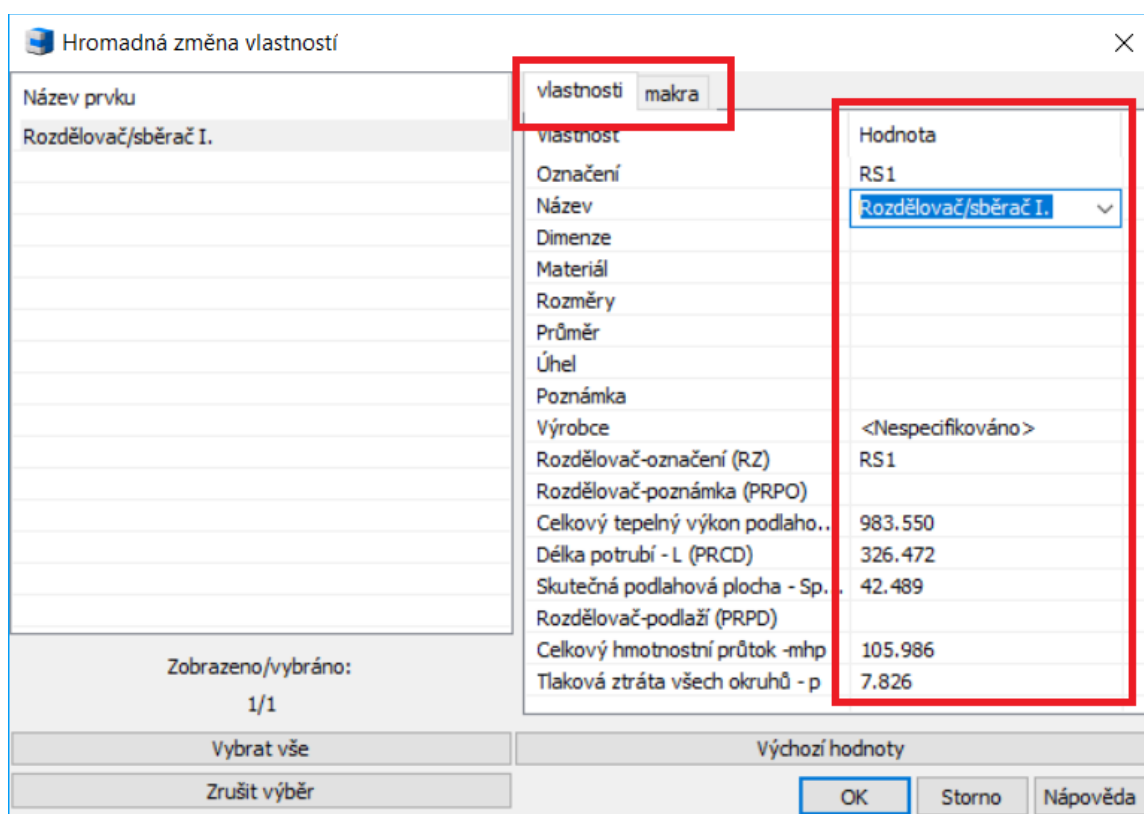 Hromadná změna vlastností
Název prvku
Rozdělovač/sběrač I.
Zobrazeno/vybráno:
1/1
Vybrat vše
Zrušit výběr
vlastnosti makra
Vlastnost Hodnota
Označení RS1
Název Rozdělovač/sběrač I.
Dimenze
Materiál
Rozměry
Průměr
Úhel
Poznámka
Výrobce <Nespecifikováno>
Rozdělovač-označení (RZ) RS1
Rozdělovač-poznámka (PRPO)
Celkový tepelný výkon podlaho... 983.550
Délka potrubí - L (PRCD) 326.472
Skutečná podlahová plocha - Sp... 42.489
Rozdělovač-podlaží (PRPD)
Celkový hmotnostní průtok -mhp 105.986
Tlaková ztráta všech okruhů - p 7.826
Výchozí hodnoty
OK Storno Nápověda